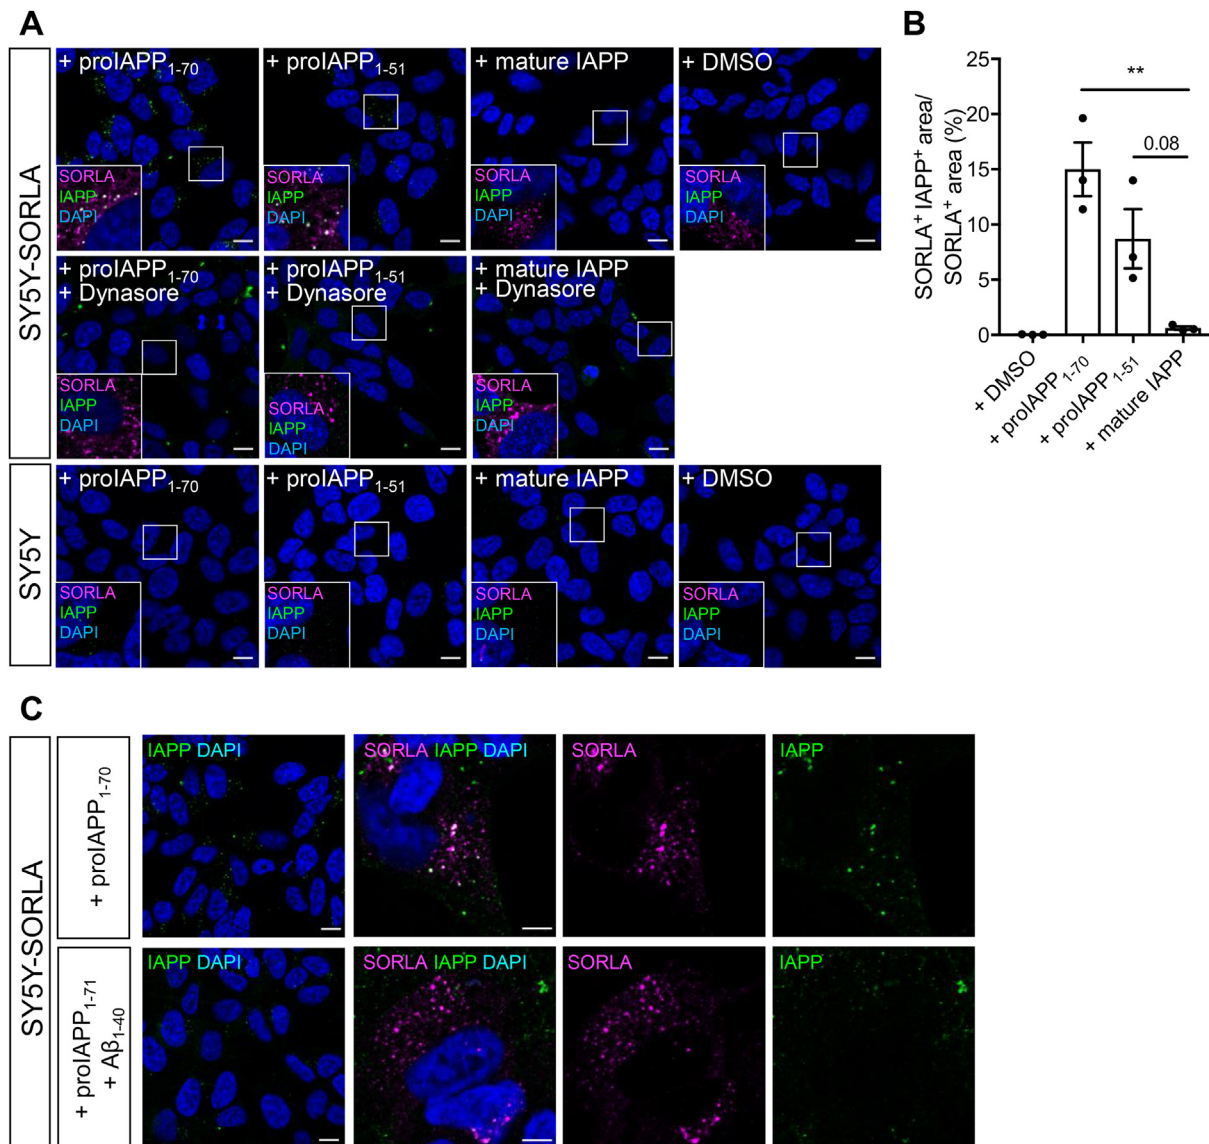 A
SY5Y-SORLA
+ proIAPP1-70
SORLA
IAPP
DAPI
+ proIAPP1-51
SORLA
IAPP
DAPI
+ mature IAPP
SORLA
IAPP
DAPI
+ DMSO
SORLA
IAPP
DAPI
+ proIAPP1-70
+ Dynasore
SORLA
IAPP
DAPI
+ proIAPP1-51
+ Dynasore
SORLA
IAPP
DAPI
+ mature IAPP
+ Dynasore
SORLA
IAPP
DAPI
SY5Y
+ proIAPP1-70
SORLA
IAPP
DAPI
+ proIAPP1-51
SORLA
IAPP
DAPI
+ mature IAPP
SORLA
IAPP
DAPI
+ DMSO
SORLA
IAPP
DAPI
B
SORLA+ IAPP+ area/
SORLA+ area (%)
25
20
15
10
5
0
**
0.08
+ DMSO
+ proIAPP1-70
+ proIAPP1-51
+ mature IAPP
C
SY5Y-SORLA
+ proIAPP1-70
IAPP DAPI
SORLA IAPP DAPI
SORLA
IAPP
+ proIAPP1-71
+ Aβ1-40
IAPP DAPI
SORLA IAPP DAPI
SORLA
IAPP